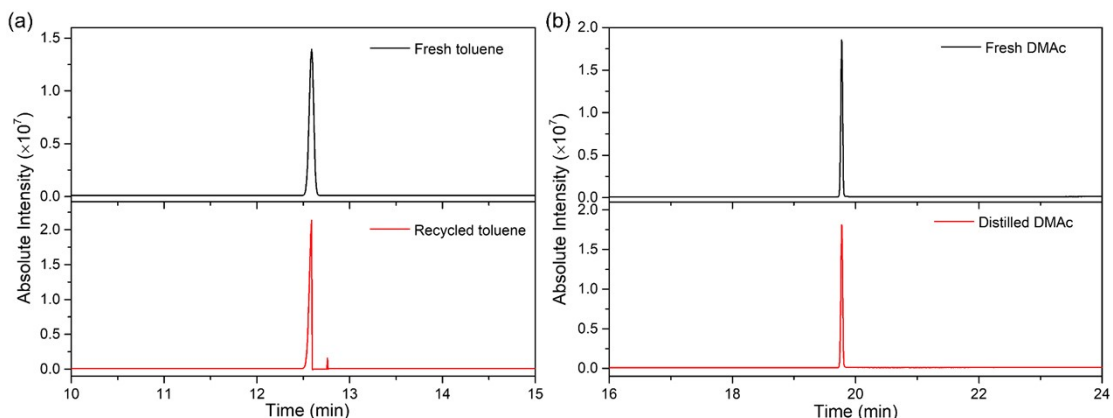 (a)
Absolute Intensity (×10⁷)
1.5
1.0
0.5
0.0
Fresh toluene
2.0
1.5
1.0
0.5
0.0
Recycled toluene
10 11 12 13 14 15
Time (min)
(b)
Absolute Intensity (×10⁷)
2.0
1.5
1.0
0.5
0.0
Fresh DMAc
2.0
1.5
1.0
0.5
0.0
Distilled DMAc
16 18 20 22 24
Time (min)